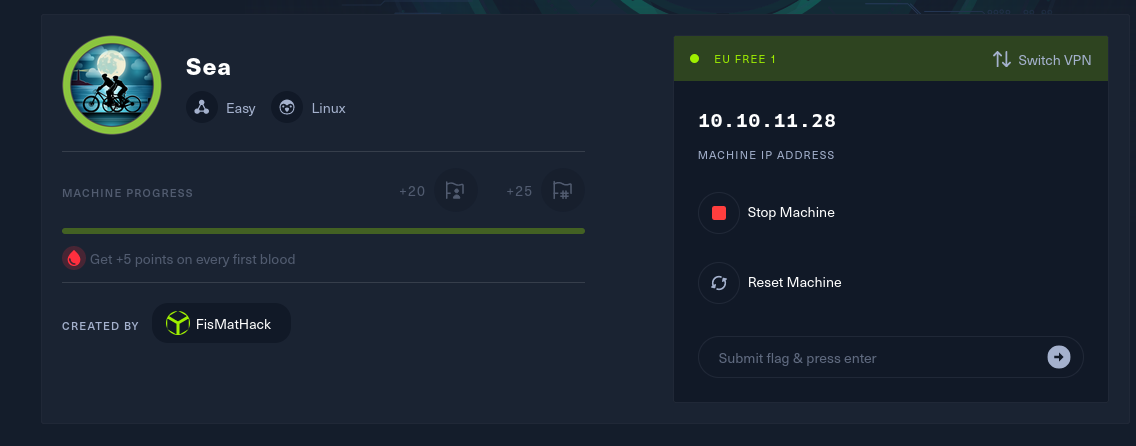 Sea
Easy Linux
MACHINE PROGRESS +20 +25
Get +5 points on every first blood
CREATED BY FisMatHack
EU FREE 1 Switch VPN
10.10.11.28
MACHINE IP ADDRESS
Stop Machine
Reset Machine
Submit flag & press enter